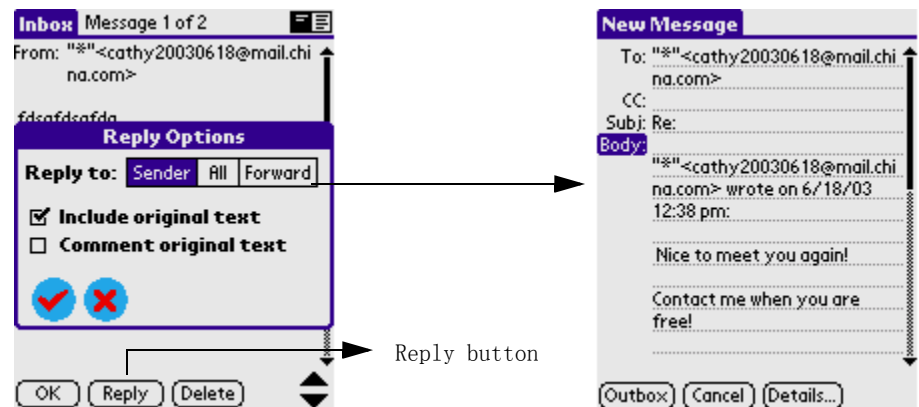 Inbox Message 1 of 2
From: "*"<cathy20030618@mail.chi
na.com>
fdsafdsafda
Reply Options
Reply to: Sender All Forward
Include original text
Comment original text
OK Reply Delete
Reply button
New Message
To: "*"<cathy20030618@mail.chi
na.com>
CC:
Subj: Re:
Body:
"*"<cathy20030618@mail.chi
na.com> wrote on 6/18/03
12:38 pm:
Nice to meet you again!
Contact me when you are
free!
Outbox Cancel Details...